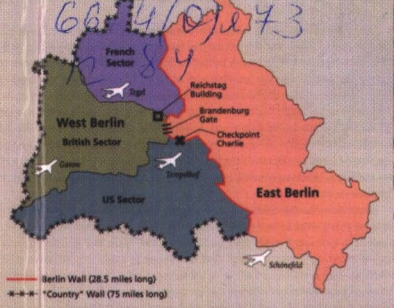 French
Sector
Tegel
Reichstag
Building
Brandenburg
Gate
Checkpoint
Charlie
West Berlin
British Sector
Gatow
Tempelhof
US Sector
East Berlin
Schönefeld
Berlin Wall (28.5 miles long)
"Country" Wall (75 miles long)